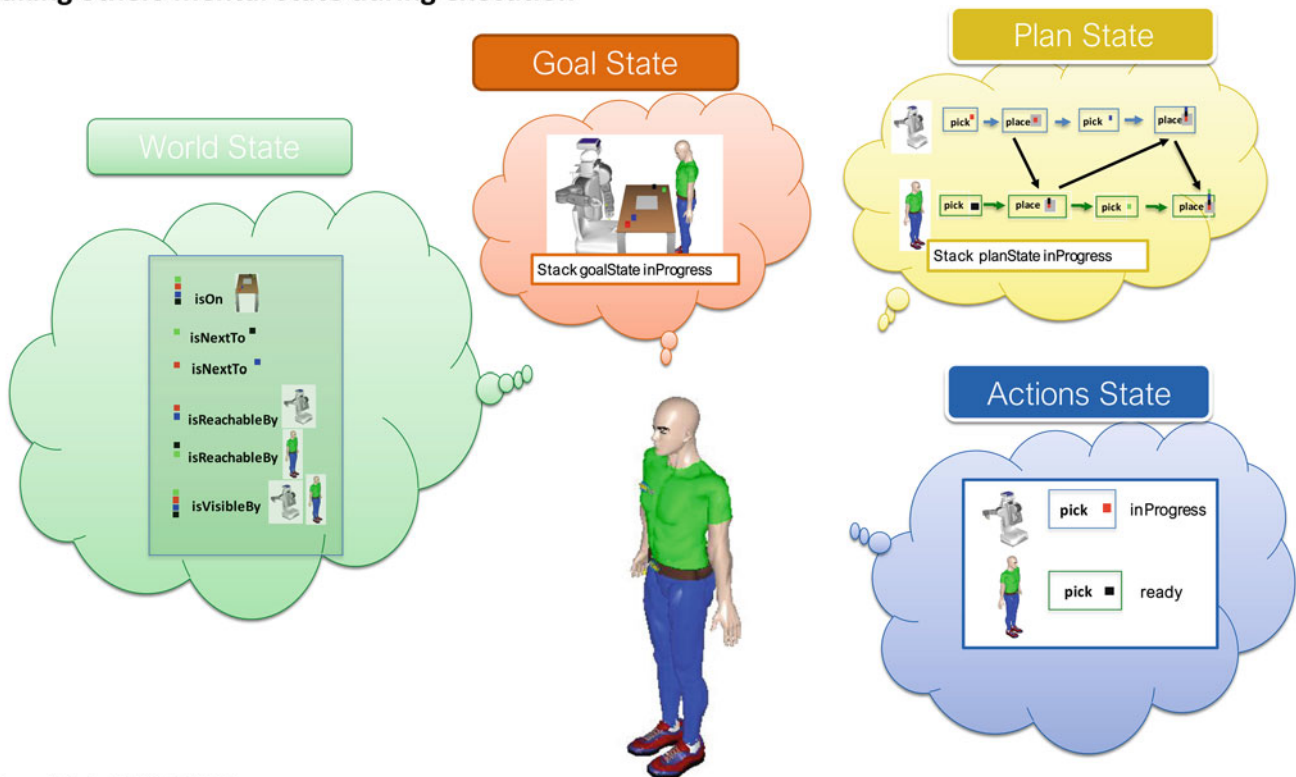 Goal State
Plan State
World State
pick place pick place
pick place pick place
Stack goalState inProgress
Stack planState inProgress
isOn
isNextTo
isNextTo
isReachableBy
isReachableBy
isVisibleBy
Actions State
pick inProgress
pick ready